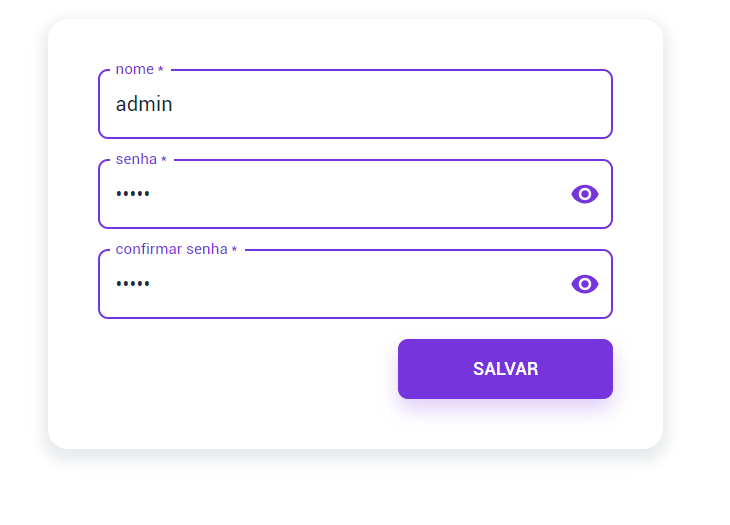 nome *
admin
senha *
•••••
confirmar senha *
•••••
SALVAR